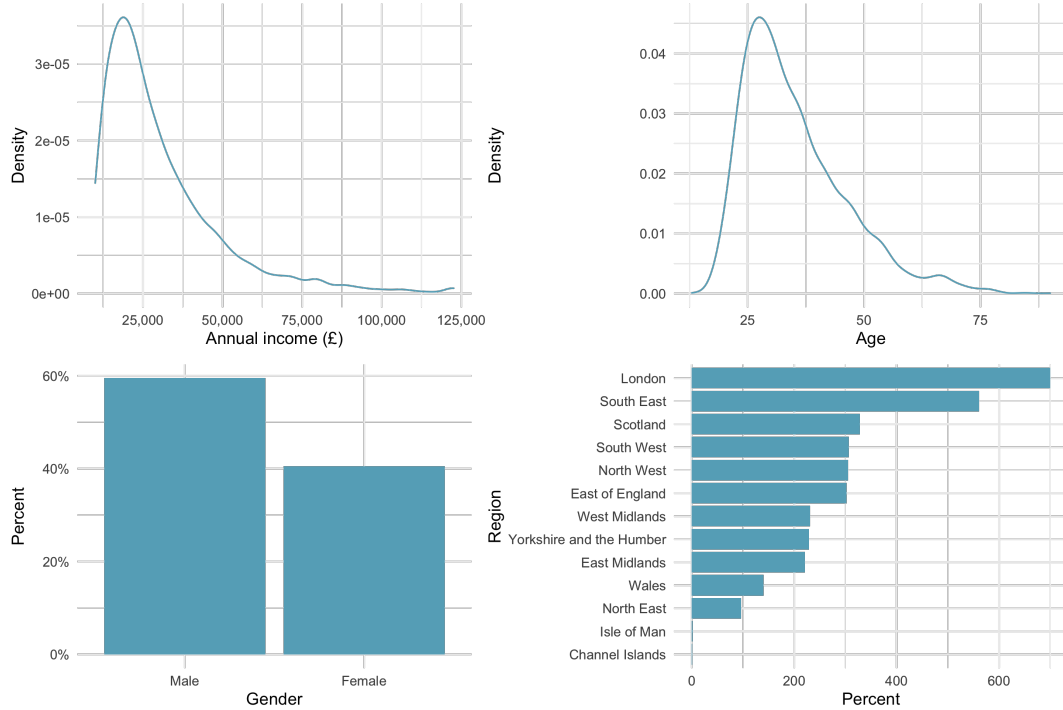 Density
3e-05
2e-05
1e-05
0e+00
25,000 50,000 75,000 100,000 125,000
Annual income (£)
Density
0.04
0.03
0.02
0.01
0.00
25 50 75
Age
Percent
60%
40%
20%
0%
Male Female
Gender
Region
London
South East
Scotland
South West
North West
East of England
West Midlands
Yorkshire and the Humber
East Midlands
Wales
North East
Isle of Man
Channel Islands
0 200 400 600
Percent